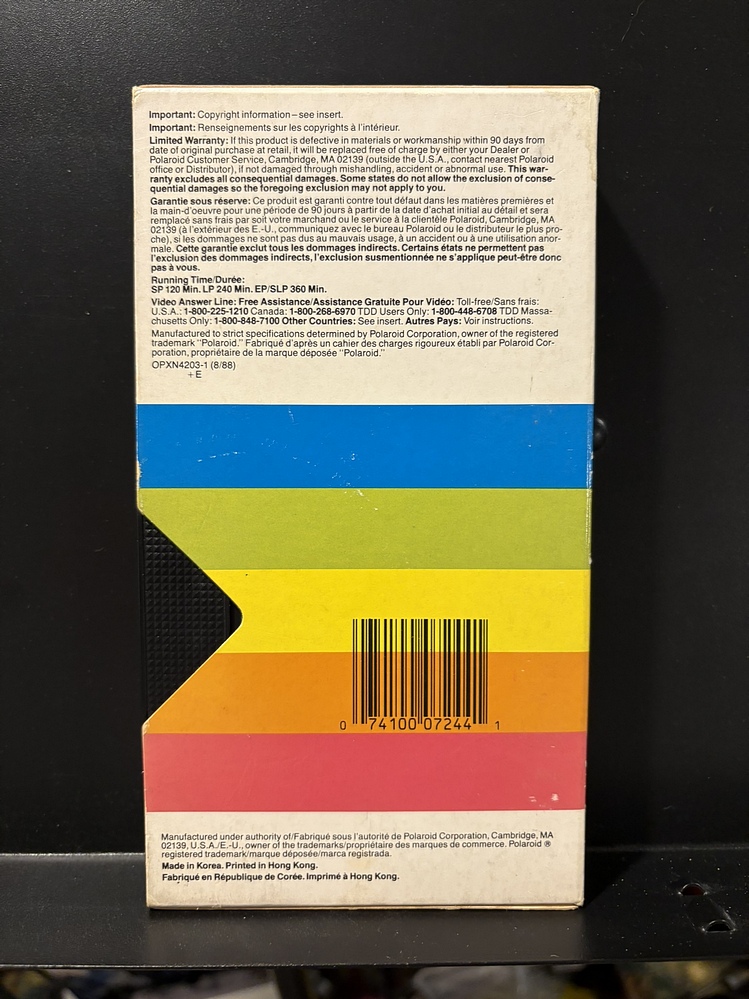 Important: Copyright information–see insert.
Important: Renseignements sur les copyrights à l'intérieur.
Limited Warranty: If this product is defective in materials or workmanship within 90 days from
date of original purchase at retail, it will be replaced free of charge by either your Dealer or
Polaroid Customer Service, Cambridge, MA 02139 (outside the U.S.A., contact nearest Polaroid
office or Distributor), if not damaged through mishandling, accident or abnormal use. This war-
ranty excludes all consequential damages. Some states do not allow the exclusion of conse-
quential damages so the foregoing exclusion may not apply to you.
Garantie sous réserve: Ce produit est garanti contre tout défaut dans les matières premières et
la main-d'oeuvre pour une période de 90 jours à partir de la date d'achat initial au détail et sera
remplacé sans frais par soit votre marchand ou le service à la clientèle Polaroid, Cambridge, MA
02139 (à l'extérieur des E.-U., communiquez avec le bureau Polaroid ou le distributeur le plus pro-
che), si les dommages ne sont pas dus au mauvais usage, à un accident ou à une utilisation anor-
male. Cette garantie exclut tous les dommages indirects. Certains états ne permettent pas
l'exclusion des dommages indirects, l'exclusion susmentionnée ne s'applique peut-être donc
pas à vous.
Running Time/Durée:
SP 120 Min. LP 240 Min. EP/SLP 360 Min.
Video Answer Line: Free Assistance/Assistance Gratuite Pour Vidéo: Toll-free/Sans frais:
U.S.A.: 1-800-225-1210 Canada: 1-800-268-6970 TDD Users Only: 1-800-448-6708 TDD Massa-
chusetts Only: 1-800-848-7100 Other Countries: See insert. Autres Pays: Voir instructions.
Manufactured to strict specifications determined by Polaroid Corporation, owner of the registered
trademark "Polaroid." Fabriqué d'après un cahier des charges rigoureux établi par Polaroid Cor-
poration, propriétaire de la marque déposée "Polaroid."
OPXN4203-1 (8/88)
+E
0 74100 07244 1
Manufactured under authority of/Fabriqué sous l'autorité de Polaroid Corporation, Cambridge, MA
02139, U.S.A./E.-U., owner of the trademarks/propriétaire des marques de commerce. Polaroid ®
registered trademark/marque déposée/marca registrada.
Made in Korea. Printed in Hong Kong.
Fabriqué en République de Corée. Imprimé à Hong Kong.